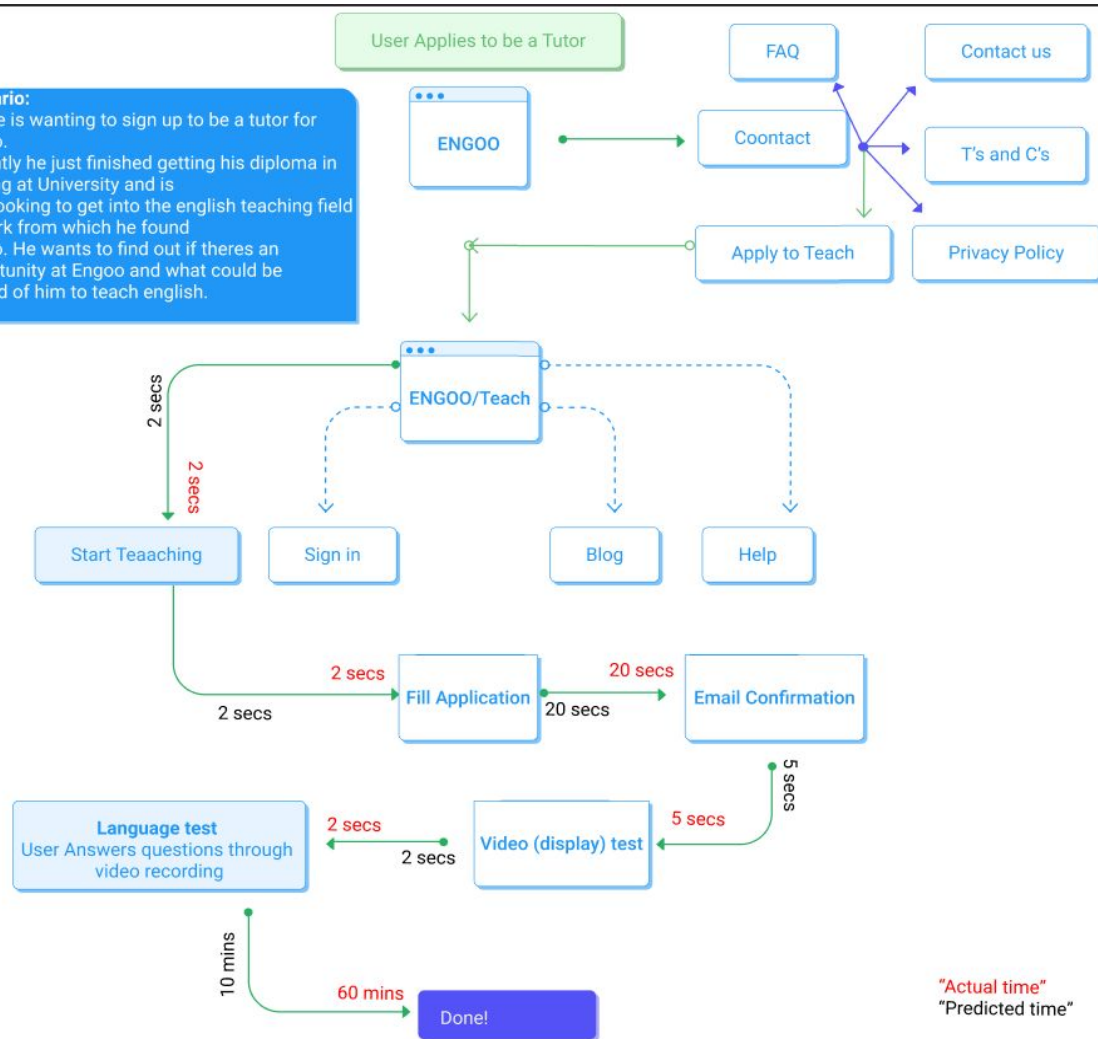 User Applies to be a Tutor
FAQ
Contact us
ario:
e is wanting to sign up to be a tutor for
o.
ntly he just finished getting his diploma in
ng at University and is
ooking to get into the english teaching field
rk from which he found
o. He wants to find out if theres an
rtunity at Engoo and what could be
d of him to teach english.
ENGOO
Coontact
T's and C's
Apply to Teach
Privacy Policy
ENGOO/Teach
2 secs
2 secs
Start Teaaching
Sign in
Blog
Help
2 secs
2 secs
Fill Application
20 secs
20 secs
Email Confirmation
5 secs
5 secs
Video (display) test
2 secs
2 secs
Language test
User Answers questions through
video recording
10 mins
60 mins
Done!
"Actual time"
"Predicted time"